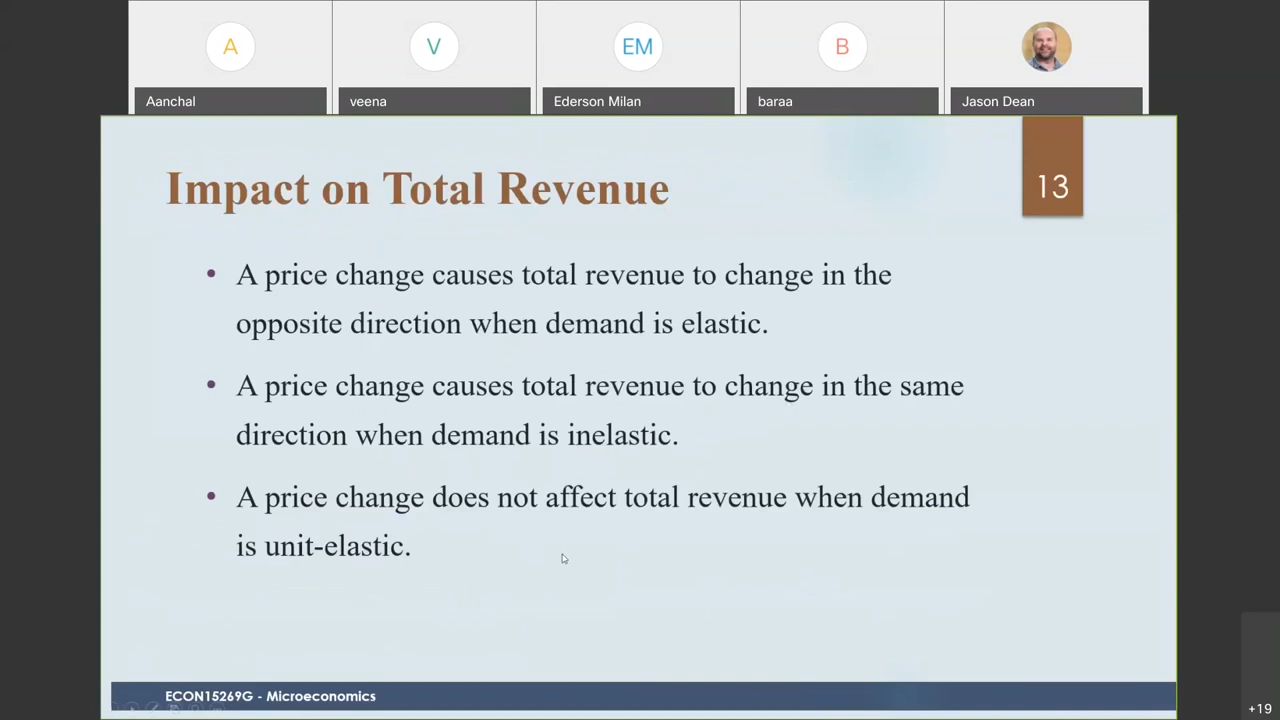 A
V
EM
B
Aanchal
veena
Ederson Milan
baraa
Jason Dean
Impact on Total Revenue
13
• A price change causes total revenue to change in the
opposite direction when demand is elastic.
• A price change causes total revenue to change in the same
direction when demand is inelastic.
• A price change does not affect total revenue when demand
is unit-elastic.
ECON15269G - Microeconomics
+19